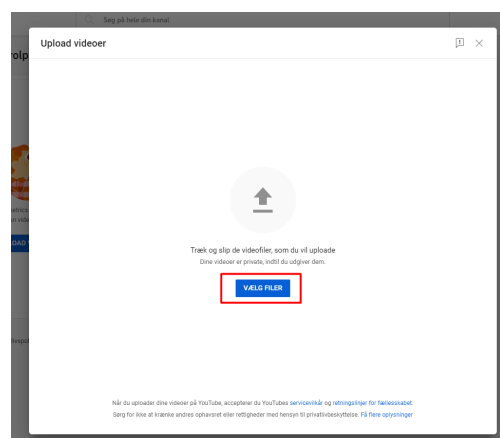 Søg på hele din kanal
Upload videoer
Træk og slip de videofiler, som du vil uploade
Dine videoer er private, indtil du udgiver dem.
VÆLG FILER
Når du uploader dine videoer på YouTube, accepterer du YouTubes servicevilkår og retningslinjer for fællesskabet.
Sørg for ikke at krænke andres ophavsret eller rettigheder med hensyn til privatlivsbeskyttelse. Få flere oplysninger